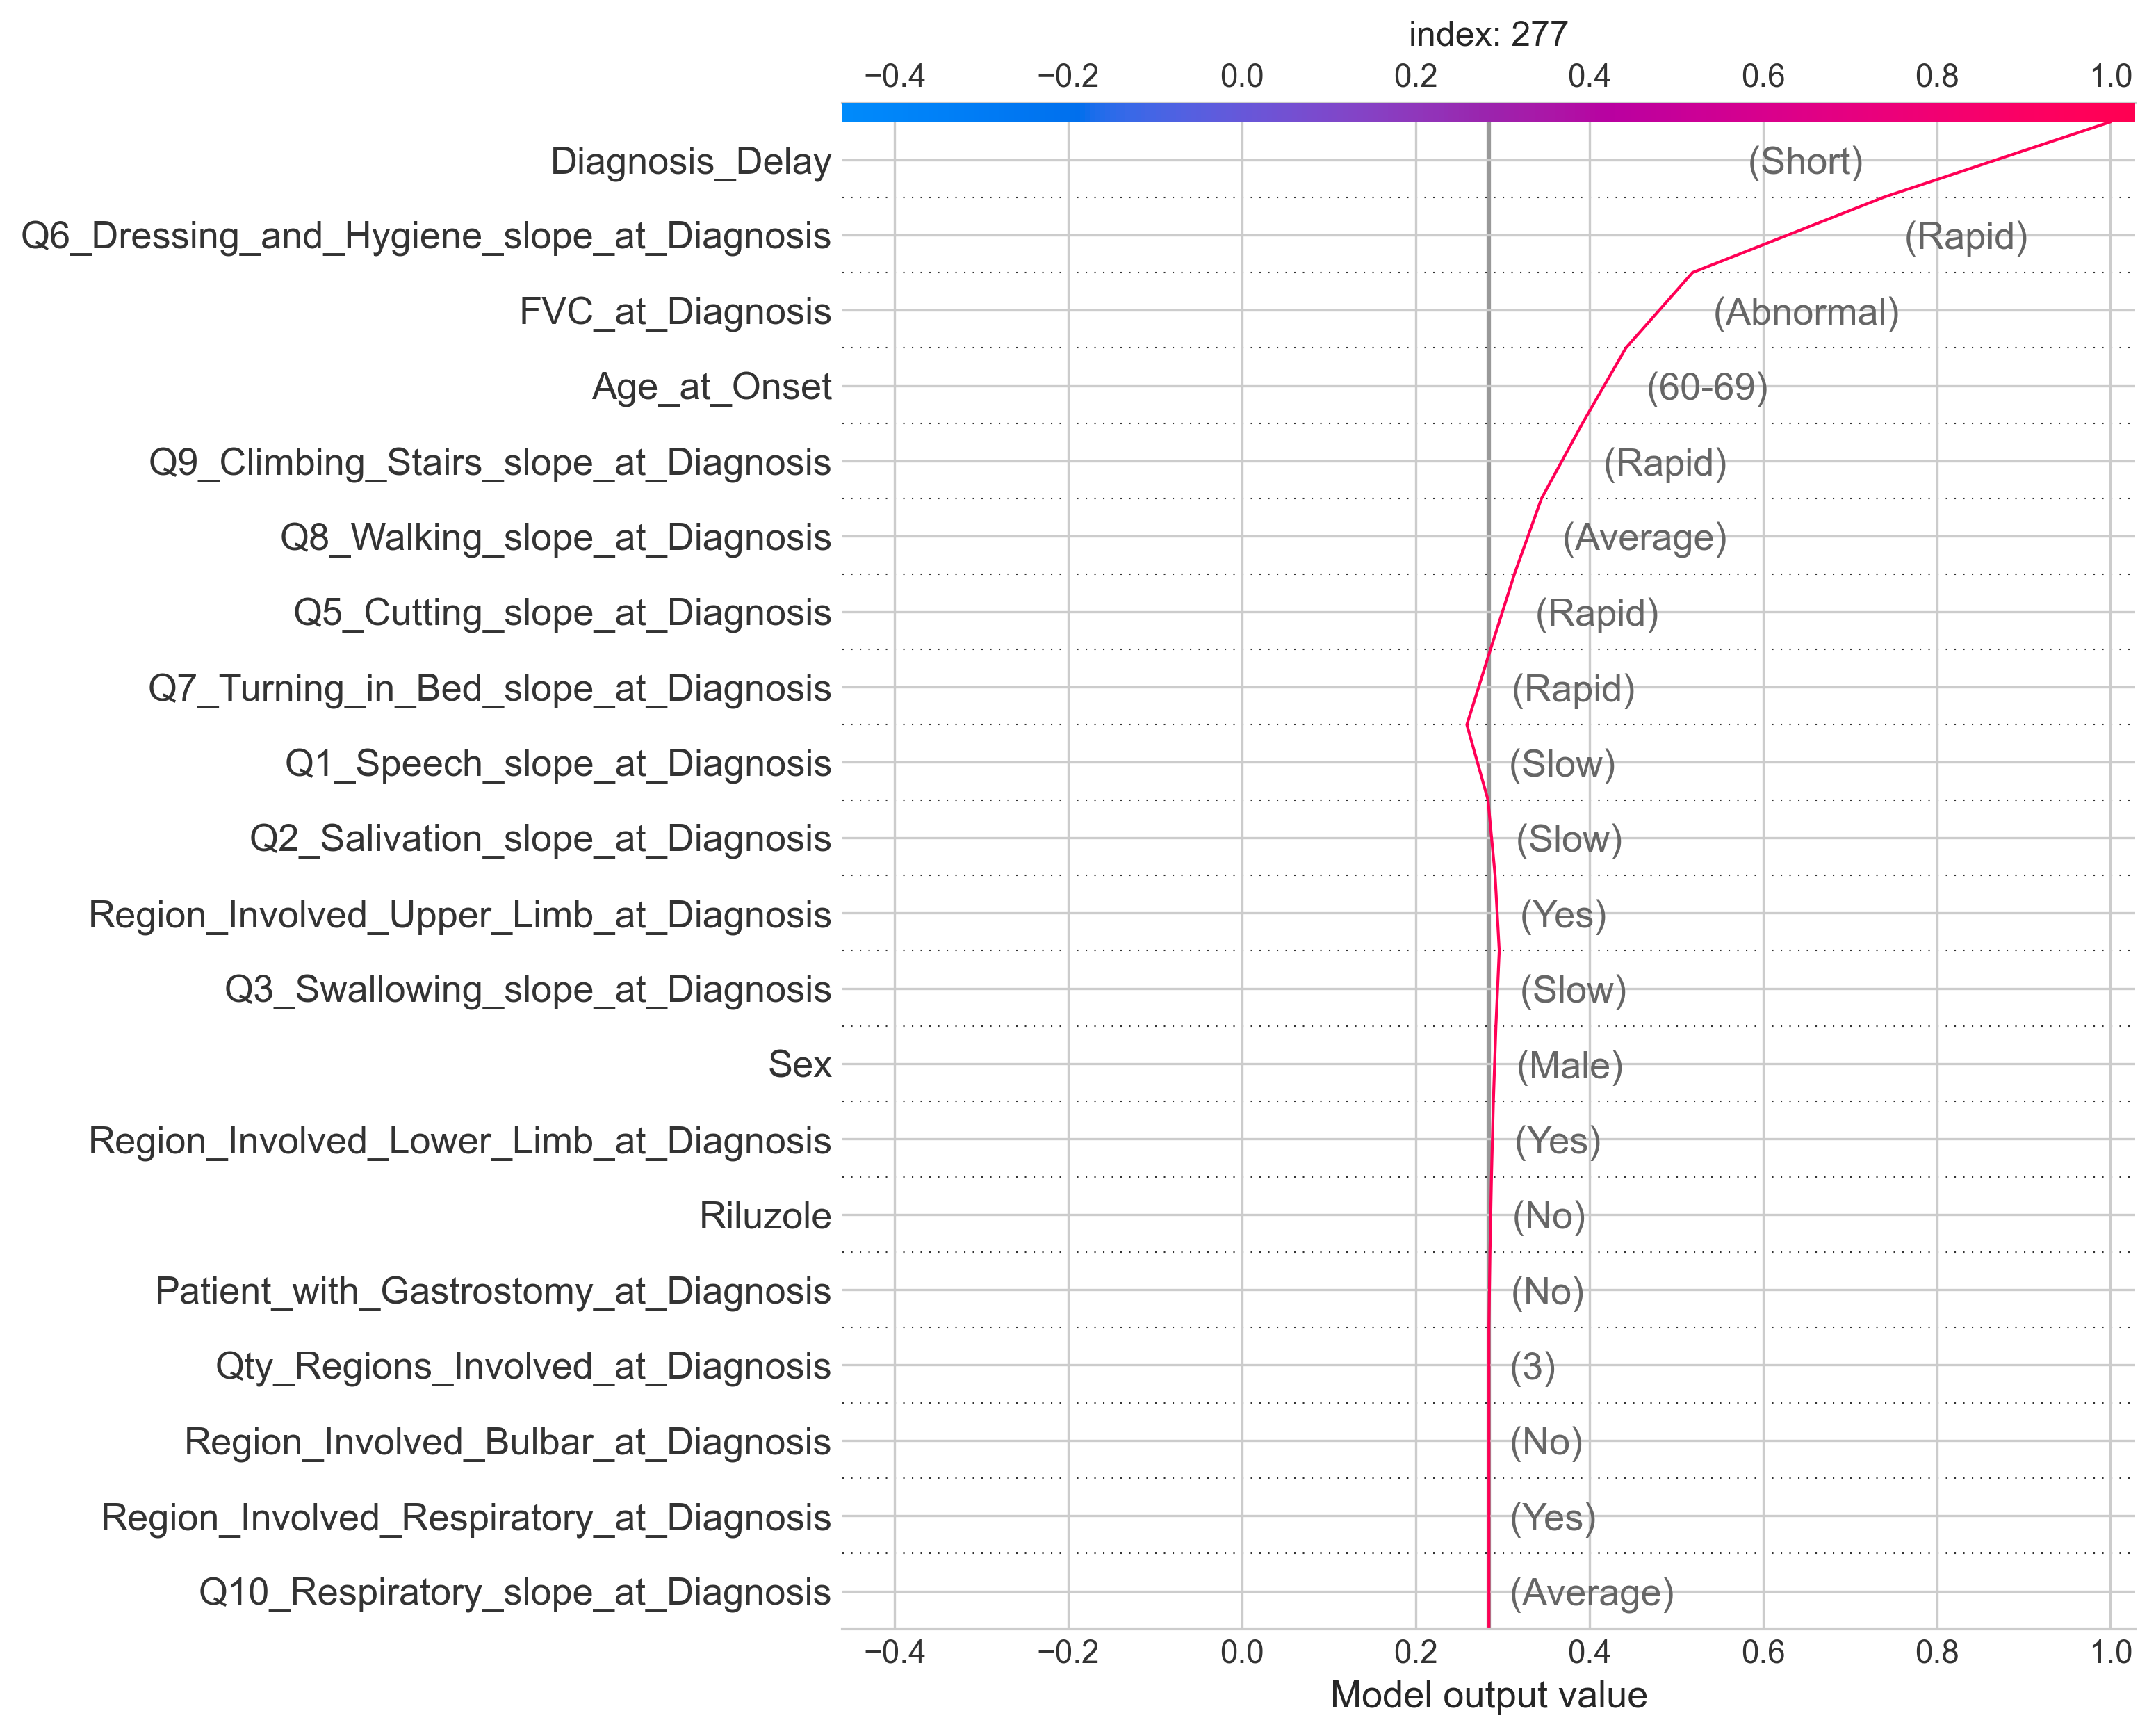 index: 277
−0.4 −0.2 0.0 0.2 0.4 0.6 0.8 1.0
Diagnosis_Delay (Short)
Q6_Dressing_and_Hygiene_slope_at_Diagnosis (Rapid)
FVC_at_Diagnosis (Abnormal)
Age_at_Onset (60-69)
Q9_Climbing_Stairs_slope_at_Diagnosis (Rapid)
Q8_Walking_slope_at_Diagnosis (Average)
Q5_Cutting_slope_at_Diagnosis (Rapid)
Q7_Turning_in_Bed_slope_at_Diagnosis (Rapid)
Q1_Speech_slope_at_Diagnosis (Slow)
Q2_Salivation_slope_at_Diagnosis (Slow)
Region_Involved_Upper_Limb_at_Diagnosis (Yes)
Q3_Swallowing_slope_at_Diagnosis (Slow)
Sex (Male)
Region_Involved_Lower_Limb_at_Diagnosis (Yes)
Riluzole (No)
Patient_with_Gastrostomy_at_Diagnosis (No)
Qty_Regions_Involved_at_Diagnosis (3)
Region_Involved_Bulbar_at_Diagnosis (No)
Region_Involved_Respiratory_at_Diagnosis (Yes)
Q10_Respiratory_slope_at_Diagnosis (Average)
−0.4 −0.2 0.0 0.2 0.4 0.6 0.8 1.0
Model output value